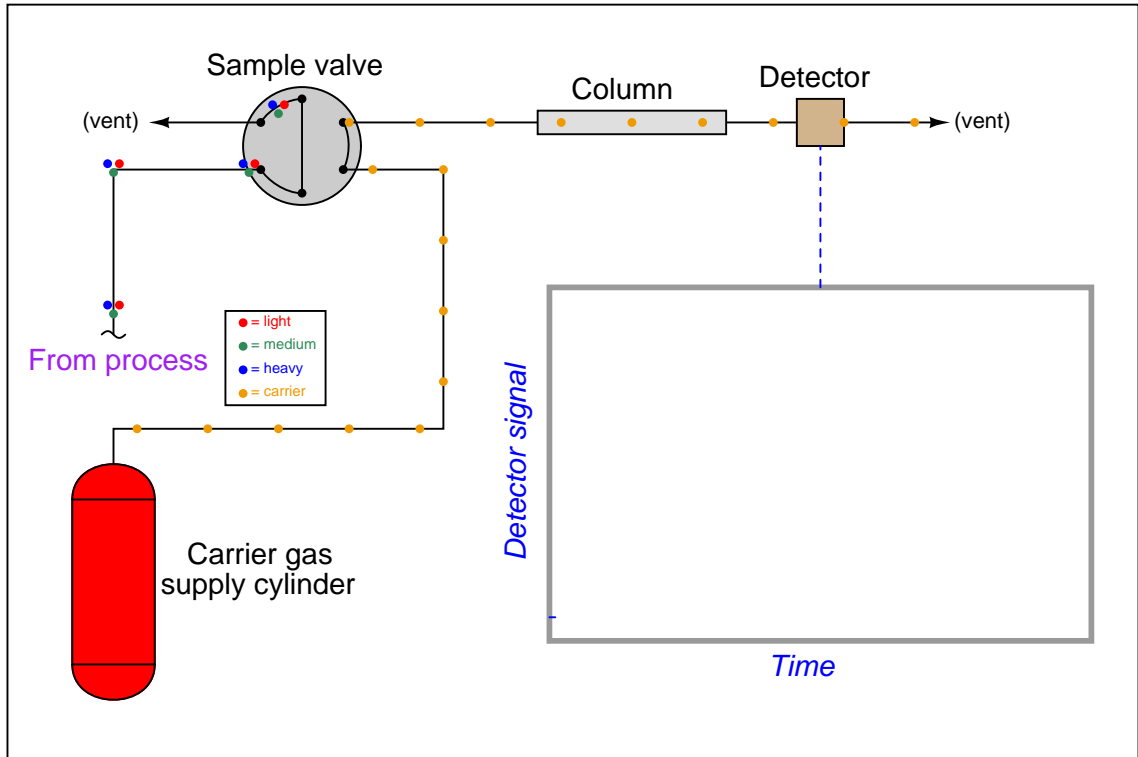 Sample valve
Column
Detector
(vent)
(vent)
= light
= medium
= heavy
= carrier
From process
Detector signal
Carrier gas
supply cylinder
Time